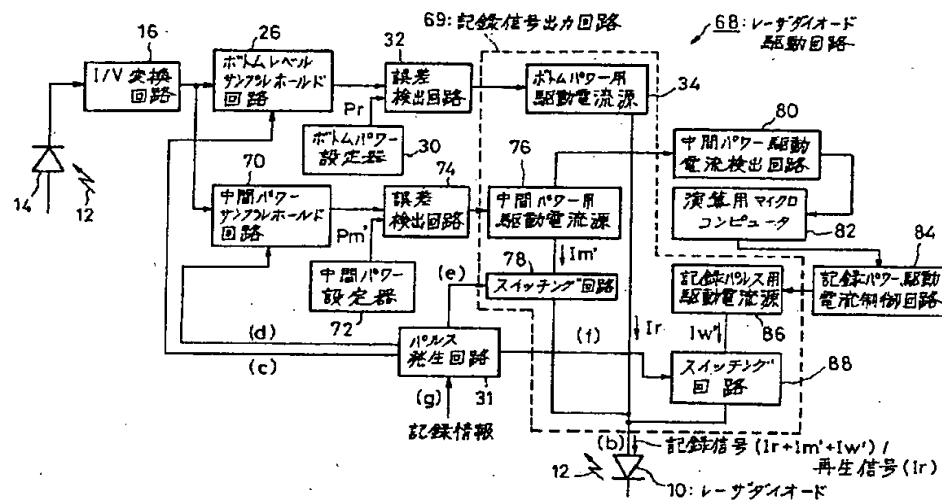 69:記録信号出力回路
68:レーザダイオード
駆動回路
16
I/V変換
回路
26
ボトムレベル
サンプルホールド
回路
32
誤差
検出回路
Pr
ボトムパワー
設定器
30
ボトムパワー用
駆動電流源
34
14
12
70
中間パワー
サンプルホールド
回路
74
誤差
検出回路
Pm'
中間パワー
設定器
72
76
中間パワー用
駆動電流源
Im'
78
スイッチング回路
80
中間パワー駆動
電流検出回路
演算用マイクロ
コンピュータ
82
84
記録パワー駆動
電流制御回路
記録パルス用
駆動電流源
86
Ir
Iw'
(e)
(d)
(c)
(f)
パルス
発生回路
31
(g)
記録情報
スイッチング
回路
88
(b)
記録信号(Ir+Im'+Iw')/
再生信号(Ir)
12
10:レーザダイオード